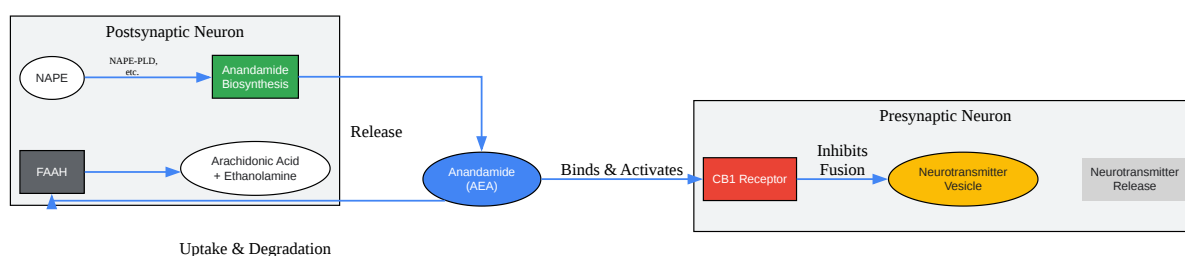 Postsynaptic Neuron
NAPE
NAPE-PLD,
etc.
Anandamide
Biosynthesis
FAAH
Arachidonic Acid
+ Ethanolamine
Release
Anandamide
(AEA)
Uptake & Degradation
Binds & Activates
Presynaptic Neuron
CB1 Receptor
Inhibits
Fusion
Neurotransmitter
Vesicle
Neurotransmitter
Release